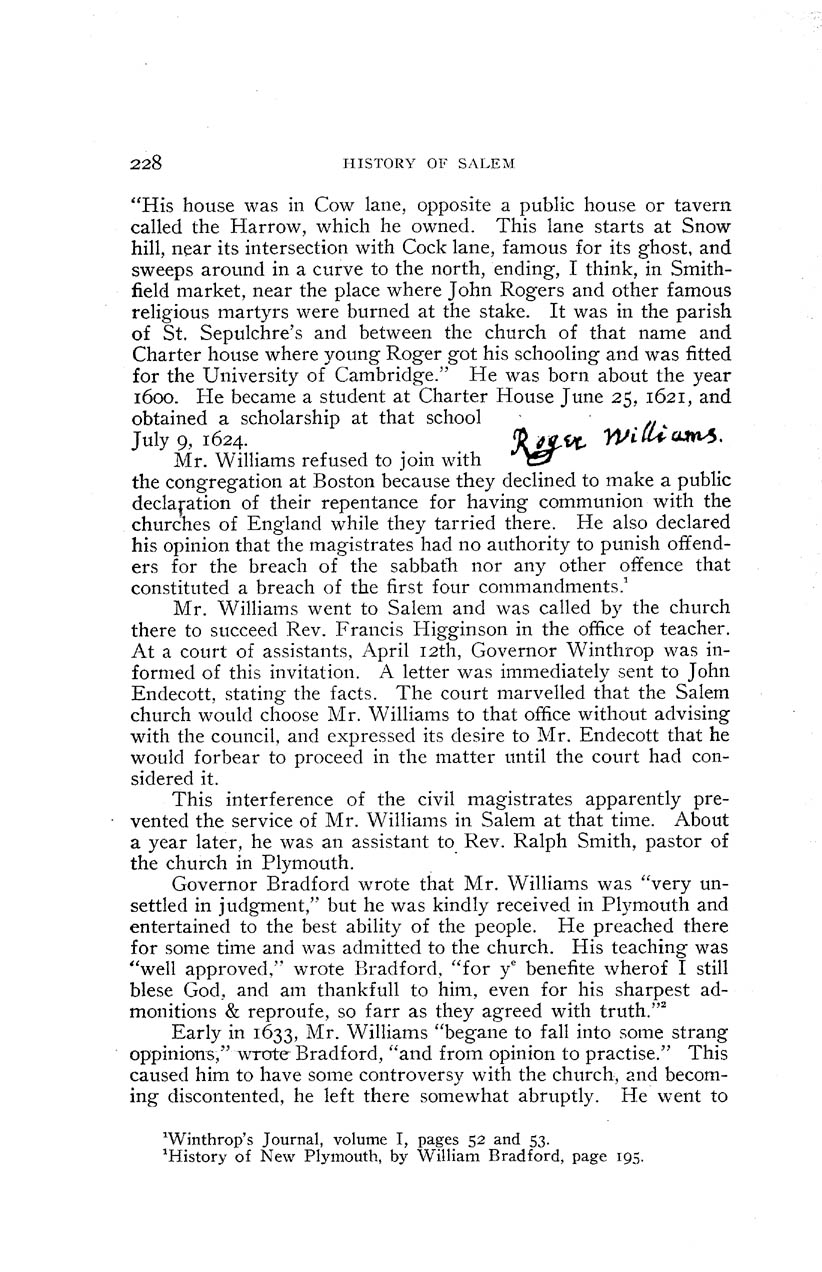 228 HISTORY OF SALEM
“His house was in Cow lane, opposite a public house or tavern
called the Harrow, which he owned. This lane starts at Snow
hill, near its intersection with Cock lane, famous for its ghost, and
sweeps around in a curve to the north, ending, I think, in Smith-
field market, near the place where John Rogers and other famous
religious martyrs were burned at the stake. It was in the parish
of St. Sepulchre’s and between the church of that name and
Charter house where young Roger got his schooling and was fitted
for the University of Cambridge.” He was born about the year
1600. He became a student at Charter House June 25, 1621, and
obtained a scholarship at that school
July 9, 1624.
Roger Williams.
Mr. Williams refused to join with
the congregation at Boston because they declined to make a public
declaration of their repentance for having communion with the
churches of England while they tarried there. He also declared
his opinion that the magistrates had no authority to punish offend-
ers for the breach of the sabbath nor any other offence that
constituted a breach of the first four commandments.¹
Mr. Williams went to Salem and was called by the church
there to succeed Rev. Francis Higginson in the office of teacher.
At a court of assistants, April 12th, Governor Winthrop was in-
formed of this invitation. A letter was immediately sent to John
Endecott, stating the facts. The court marvelled that the Salem
church would choose Mr. Williams to that office without advising
with the council, and expressed its desire to Mr. Endecott that he
would forbear to proceed in the matter until the court had con-
sidered it.
This interference of the civil magistrates apparently pre-
vented the service of Mr. Williams in Salem at that time. About
a year later, he was an assistant to Rev. Ralph Smith, pastor of
the church in Plymouth.
Governor Bradford wrote that Mr. Williams was “very un-
settled in judgment,” but he was kindly received in Plymouth and
entertained to the best ability of the people. He preached there
for some time and was admitted to the church. His teaching was
“well approved,” wrote Bradford, “for yᵉ benefite wherof I still
blese God, and am thankfull to him, even for his sharpest ad-
monitions & reproufe, so farr as they agreed with truth.”²
Early in 1633, Mr. Williams “begane to fall into some strang
oppinions,” wrote Bradford, “and from opinion to practise.” This
caused him to have some controversy with the church, and becom-
ing discontented, he left there somewhat abruptly. He went to
¹Winthrop’s Journal, volume I, pages 52 and 53.
¹History of New Plymouth, by William Bradford, page 195.